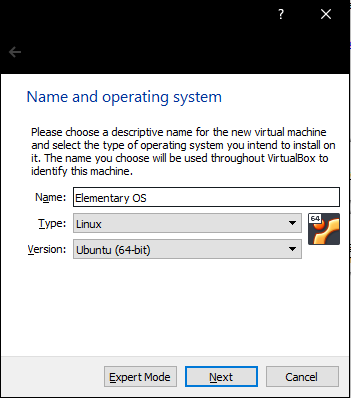 ?
Name and operating system
Please choose a descriptive name for the new virtual machine
and select the type of operating system you intend to install on
it. The name you choose will be used throughout VirtualBox to
identify this machine.
Name: Elementary OS
Type: Linux
64
Version: Ubuntu (64-bit)
Expert Mode Next Cancel